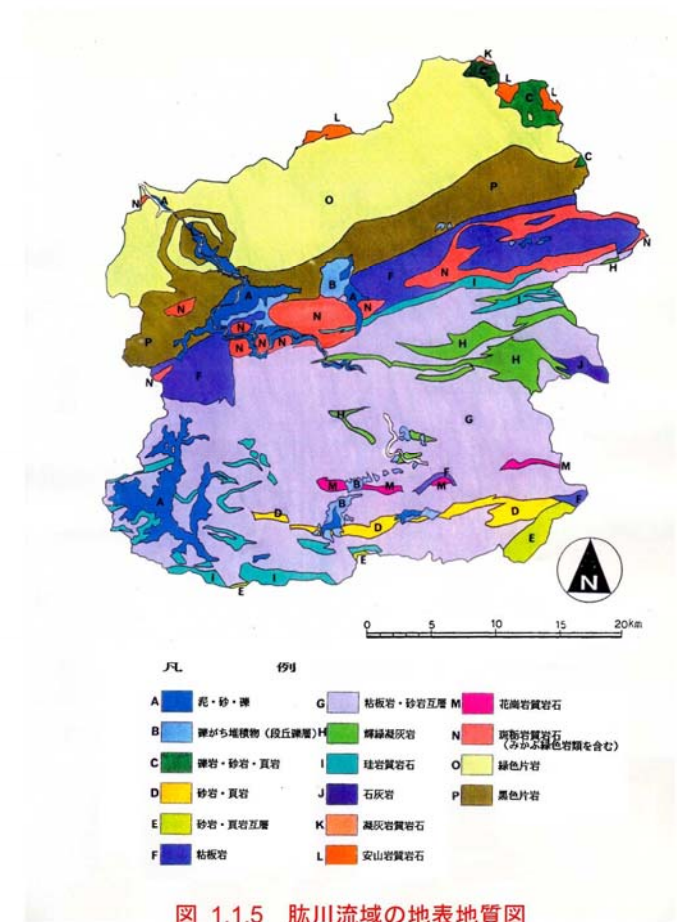 K
C
L
C
L
L
C
P
O
N
A
N
F
N
H
B
I
A
A
N
I
N
N
N
N
N
N
H
P
H
J
N
F
H
G
M
F
M
B
M
M
F
A
B
D
D
D
E
E
I
I
E
N
0 5 10 15 20km
凡 例
A 泥・砂・礫
B 礫がち堆積物(段丘礫層)
C 礫岩・砂岩・頁岩
D 砂岩・頁岩
E 砂岩・頁岩互層
F 粘板岩
G 粘板岩・砂岩互層
H 輝緑凝灰岩
I 珪岩質岩石
J 石灰岩
K 凝灰岩質岩石
L 安山岩質岩石
M 花崗岩質岩石
N 斑粝岩質岩石
(みかぶ緑色岩類を含む)
O 緑色片岩
P 黒色片岩
図 1.1.5 肱川流域の地表地質図